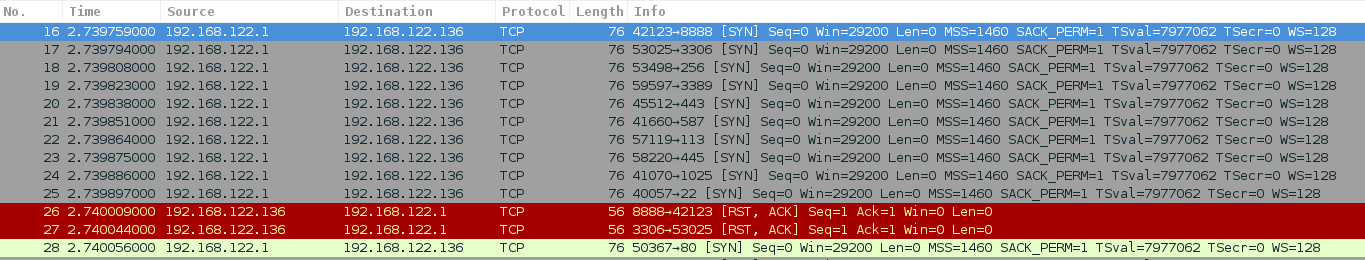 No. Time Source Destination Protocol Length Info
16 2.739759000 192.168.122.1 192.168.122.136 TCP 76 42123→8888 [SYN] Seq=0 Win=29200 Len=0 MSS=1460 SACK_PERM=1 TSval=7977062 TSecr=0 WS=128
17 2.739794000 192.168.122.1 192.168.122.136 TCP 76 53025→3306 [SYN] Seq=0 Win=29200 Len=0 MSS=1460 SACK_PERM=1 TSval=7977062 TSecr=0 WS=128
18 2.739808000 192.168.122.1 192.168.122.136 TCP 76 53498→256 [SYN] Seq=0 Win=29200 Len=0 MSS=1460 SACK_PERM=1 TSval=7977062 TSecr=0 WS=128
19 2.739823000 192.168.122.1 192.168.122.136 TCP 76 59597→3389 [SYN] Seq=0 Win=29200 Len=0 MSS=1460 SACK_PERM=1 TSval=7977062 TSecr=0 WS=128
20 2.739838000 192.168.122.1 192.168.122.136 TCP 76 45512→443 [SYN] Seq=0 Win=29200 Len=0 MSS=1460 SACK_PERM=1 TSval=7977062 TSecr=0 WS=128
21 2.739851000 192.168.122.1 192.168.122.136 TCP 76 41660→587 [SYN] Seq=0 Win=29200 Len=0 MSS=1460 SACK_PERM=1 TSval=7977062 TSecr=0 WS=128
22 2.739864000 192.168.122.1 192.168.122.136 TCP 76 57119→113 [SYN] Seq=0 Win=29200 Len=0 MSS=1460 SACK_PERM=1 TSval=7977062 TSecr=0 WS=128
23 2.739875000 192.168.122.1 192.168.122.136 TCP 76 58220→445 [SYN] Seq=0 Win=29200 Len=0 MSS=1460 SACK_PERM=1 TSval=7977062 TSecr=0 WS=128
24 2.739886000 192.168.122.1 192.168.122.136 TCP 76 41070→1025 [SYN] Seq=0 Win=29200 Len=0 MSS=1460 SACK_PERM=1 TSval=7977062 TSecr=0 WS=128
25 2.739897000 192.168.122.1 192.168.122.136 TCP 76 40057→22 [SYN] Seq=0 Win=29200 Len=0 MSS=1460 SACK_PERM=1 TSval=7977062 TSecr=0 WS=128
26 2.740009000 192.168.122.136 192.168.122.1 TCP 56 8888→42123 [RST, ACK] Seq=1 Ack=1 Win=0 Len=0
27 2.740044000 192.168.122.136 192.168.122.1 TCP 56 3306→53025 [RST, ACK] Seq=1 Ack=1 Win=0 Len=0
28 2.740056000 192.168.122.1 192.168.122.136 TCP 76 50367→80 [SYN] Seq=0 Win=29200 Len=0 MSS=1460 SACK_PERM=1 TSval=7977062 TSecr=0 WS=128